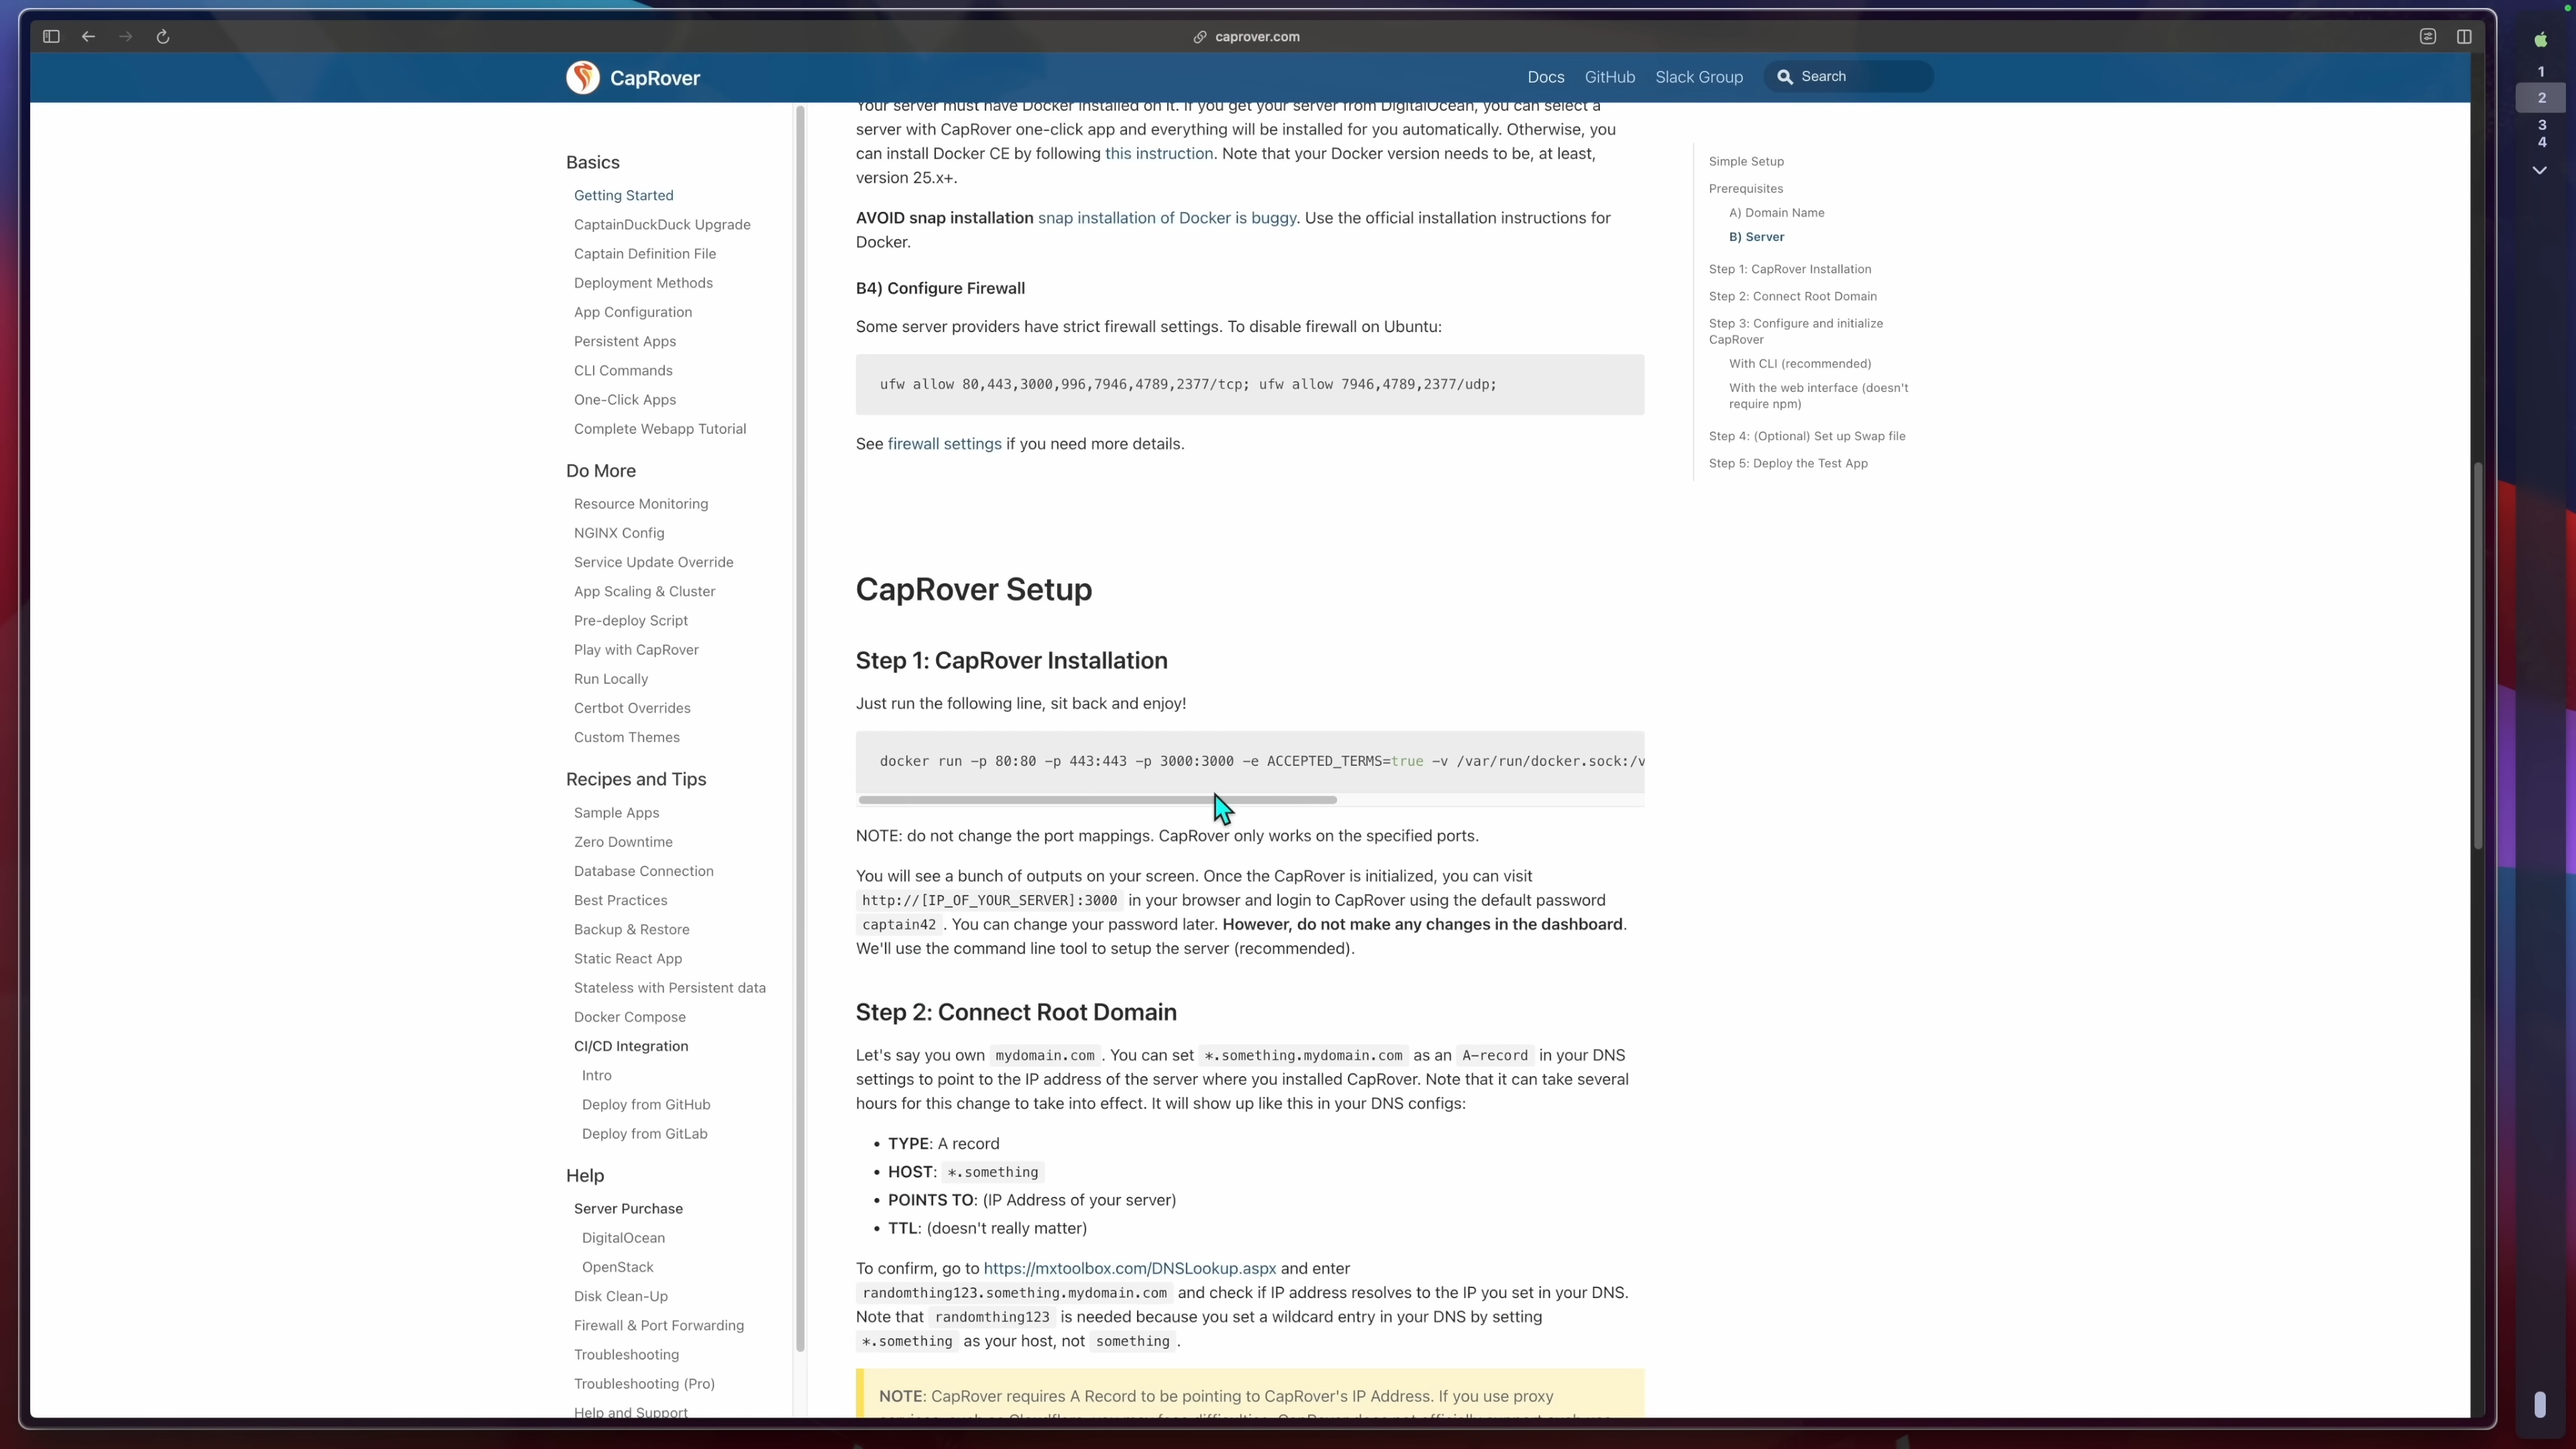 caprover.com
CapRover
Docs
GitHub
Slack Group
Search
Basics
Getting Started
CaptainDuckDuck Upgrade
Captain Definition File
Deployment Methods
App Configuration
Persistent Apps
CLI Commands
One-Click Apps
Complete Webapp Tutorial
Do More
Resource Monitoring
NGINX Config
Service Update Override
App Scaling & Cluster
Pre-deploy Script
Play with CapRover
Run Locally
Certbot Overrides
Custom Themes
Recipes and Tips
Sample Apps
Zero Downtime
Database Connection
Best Practices
Backup & Restore
Static React App
Stateless with Persistent data
Docker Compose
CI/CD Integration
Intro
Deploy from GitHub
Deploy from GitLab
Help
Server Purchase
DigitalOcean
OpenStack
Disk Clean-Up
Firewall & Port Forwarding
Troubleshooting
Troubleshooting (Pro)
Help and Support
Your server must have Docker installed on it. If you get your server from DigitalOcean, you can select a
server with CapRover one-click app and everything will be installed for you automatically. Otherwise, you
can install Docker CE by following this instruction. Note that your Docker version needs to be, at least,
version 25.x+.
AVOID snap installation snap installation of Docker is buggy. Use the official installation instructions for
Docker.
B4) Configure Firewall
Some server providers have strict firewall settings. To disable firewall on Ubuntu:
ufw allow 80,443,3000,996,7946,4789,2377/tcp; ufw allow 7946,4789,2377/udp;
See firewall settings if you need more details.
CapRover Setup
Step 1: CapRover Installation
Just run the following line, sit back and enjoy!
docker run -p 80:80 -p 443:443 -p 3000:3000 -e ACCEPTED_TERMS=true -v /var/run/docker.sock:/v
NOTE: do not change the port mappings. CapRover only works on the specified ports.
You will see a bunch of outputs on your screen. Once the CapRover is initialized, you can visit
http://[IP_OF_YOUR_SERVER]:3000 in your browser and login to CapRover using the default password
captain42 . You can change your password later. However, do not make any changes in the dashboard.
We'll use the command line tool to setup the server (recommended).
Step 2: Connect Root Domain
Let's say you own mydomain.com . You can set *.something.mydomain.com as an A-record in your DNS
settings to point to the IP address of the server where you installed CapRover. Note that it can take several
hours for this change to take into effect. It will show up like this in your DNS configs:
• TYPE: A record
• HOST: *.something
• POINTS TO: (IP Address of your server)
• TTL: (doesn't really matter)
To confirm, go to https://mxtoolbox.com/DNSLookup.aspx and enter
randomthing123.something.mydomain.com and check if IP address resolves to the IP you set in your DNS.
Note that randomthing123 is needed because you set a wildcard entry in your DNS by setting
*.something as your host, not something .
NOTE: CapRover requires A Record to be pointing to CapRover's IP Address. If you use proxy
Simple Setup
Prerequisites
A) Domain Name
B) Server
Step 1: CapRover Installation
Step 2: Connect Root Domain
Step 3: Configure and initialize
CapRover
With CLI (recommended)
With the web interface (doesn't
require npm)
Step 4: (Optional) Set up Swap file
Step 5: Deploy the Test App
1
2
3
4